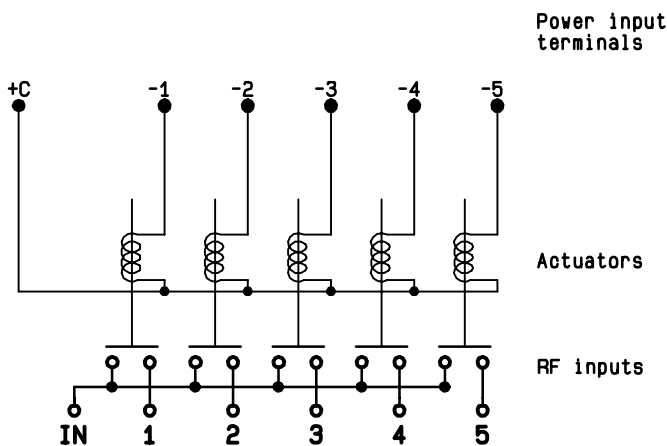 Power input
terminals
+C -1 -2 -3 -4 -5
Actuators
RF inputs
IN 1 2 3 4 5